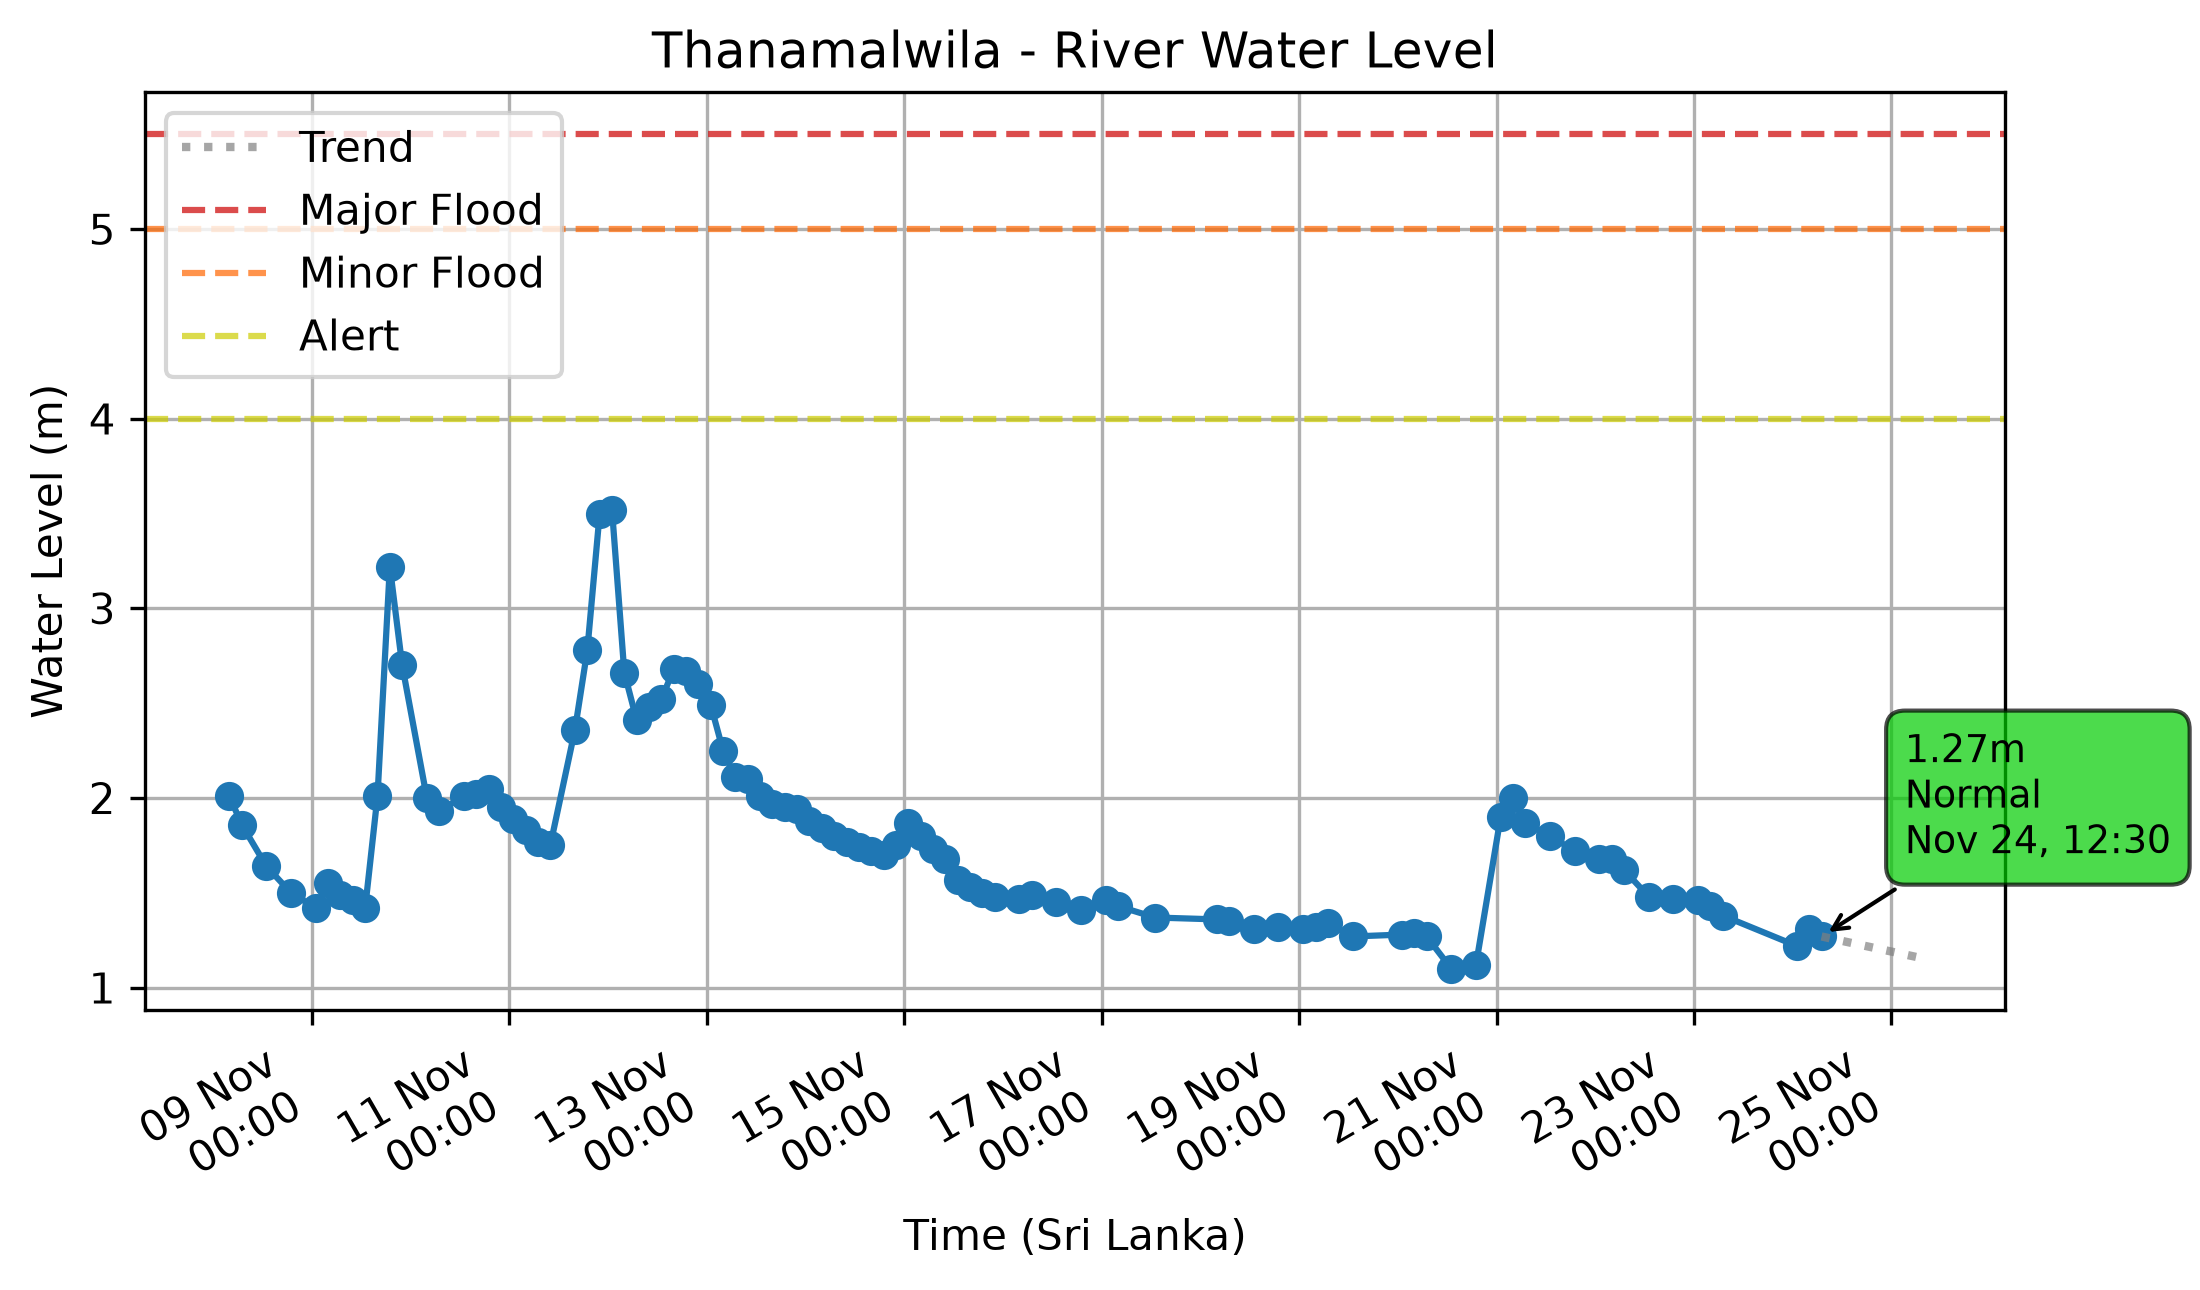 Thanamalwila - River Water Level
Trend
Major Flood
Minor Flood
Alert
Water Level (m)
5
4
3
2
1
1.27m
Normal
Nov 24, 12:30
09 Nov
00:00
11 Nov
00:00
13 Nov
00:00
15 Nov
00:00
17 Nov
00:00
19 Nov
00:00
21 Nov
00:00
23 Nov
00:00
25 Nov
00:00
Time (Sri Lanka)